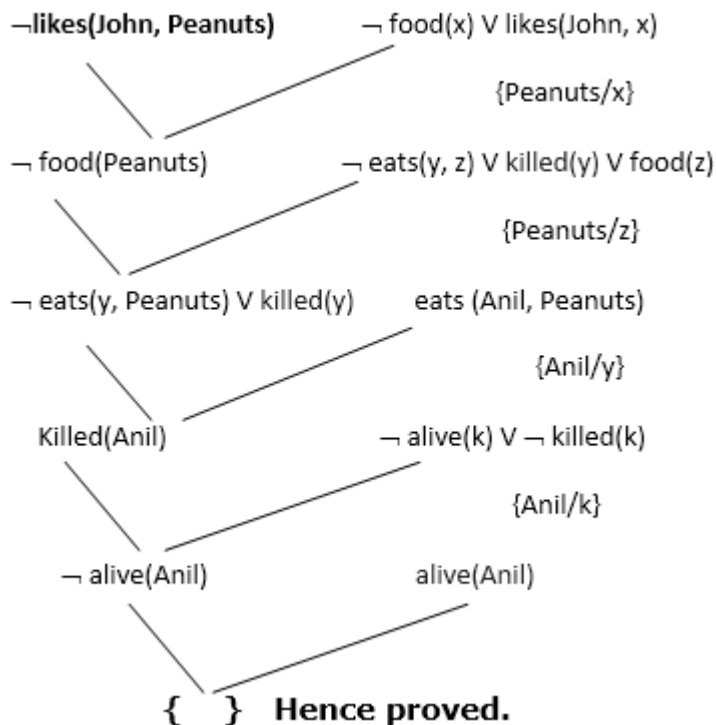 ¬likes(John, Peanuts) ¬ food(x) V likes(John, x)
{Peanuts/x}
¬ food(Peanuts) ¬ eats(y, z) V killed(y) V food(z)
{Peanuts/z}
¬ eats(y, Peanuts) V killed(y) eats (Anil, Peanuts)
{Anil/y}
Killed(Anil) ¬ alive(k) V ¬ killed(k)
{Anil/k}
¬ alive(Anil) alive(Anil)
{ } Hence proved.